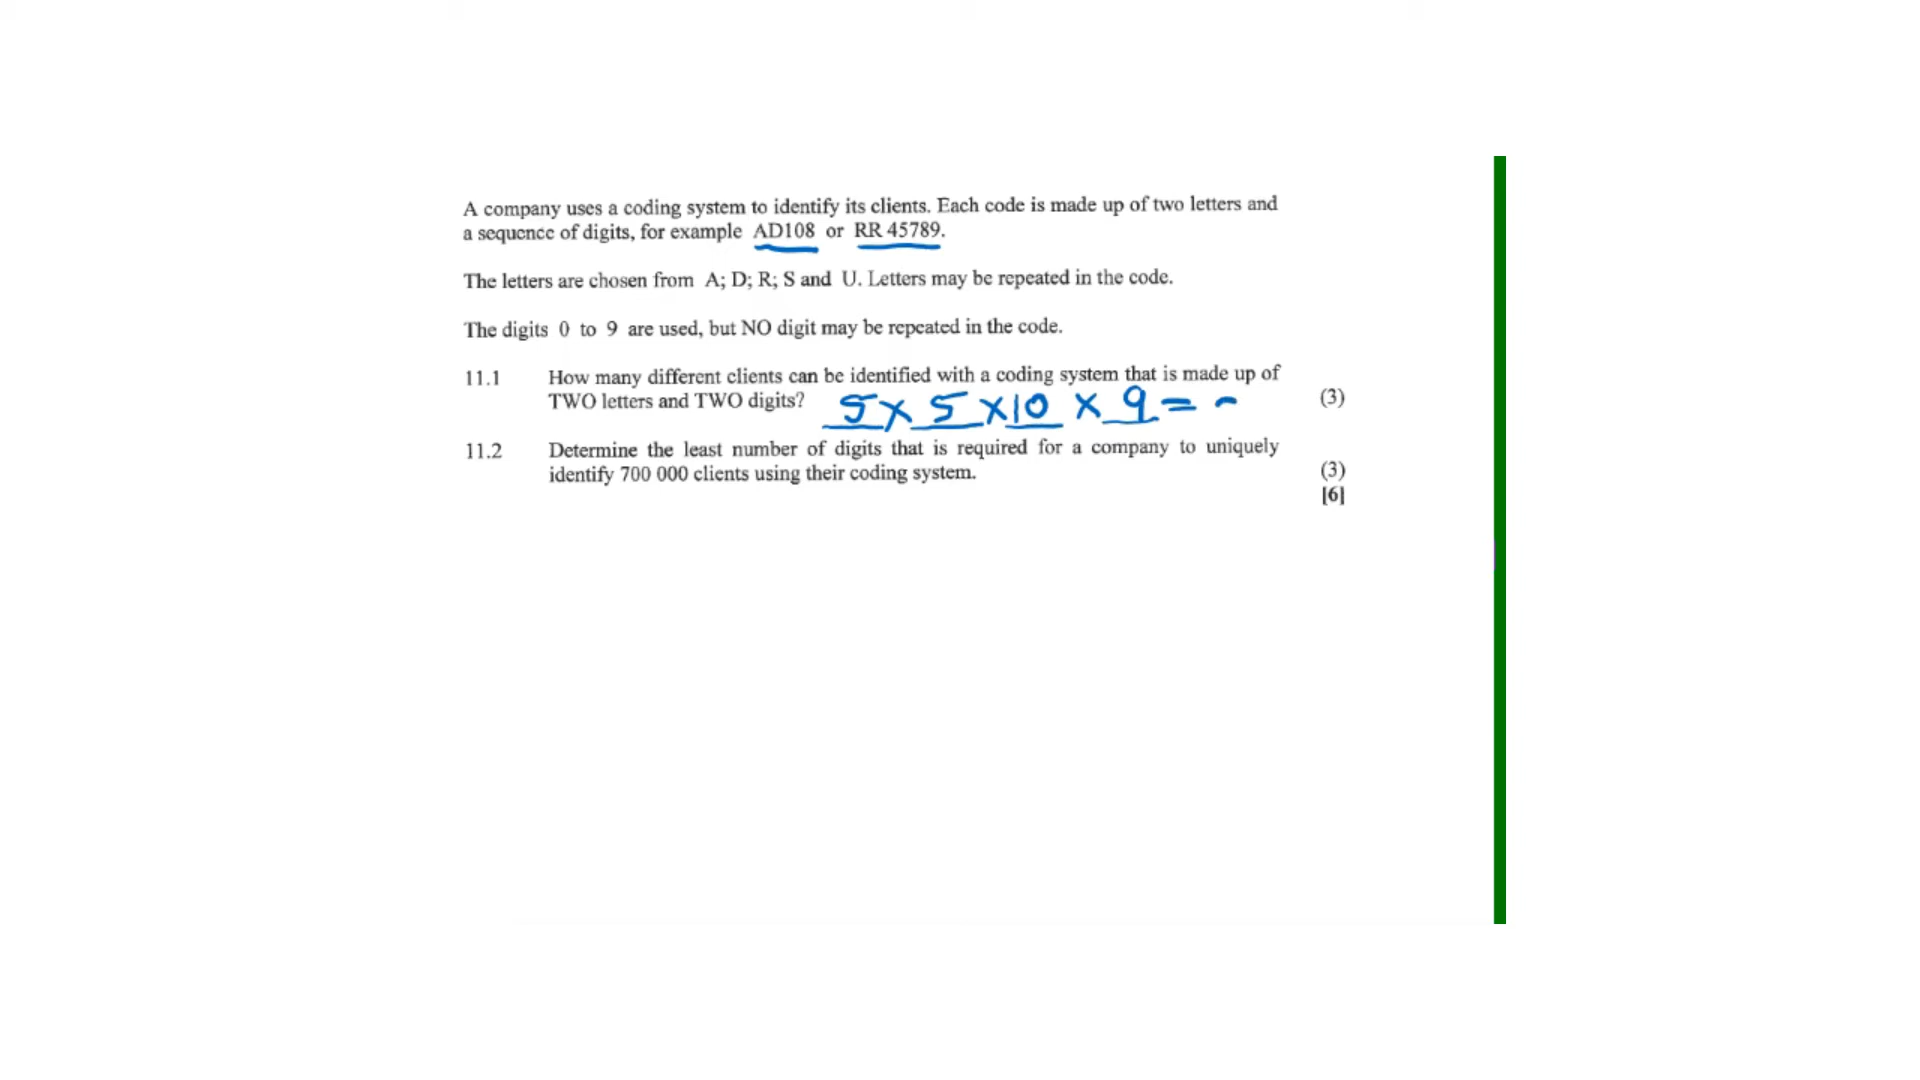 A company uses a coding system to identify its clients. Each code is made up of two letters and
a sequence of digits, for example AD108 or RR 45789.
The letters are chosen from A; D; R; S and U. Letters may be repeated in the code.
The digits 0 to 9 are used, but NO digit may be repeated in the code.
11.1 How many different clients can be identified with a coding system that is made up of
TWO letters and TWO digits? 5 × 5 × 10 × 9 = (3)
11.2 Determine the least number of digits that is required for a company to uniquely
identify 700 000 clients using their coding system. (3)
[6]